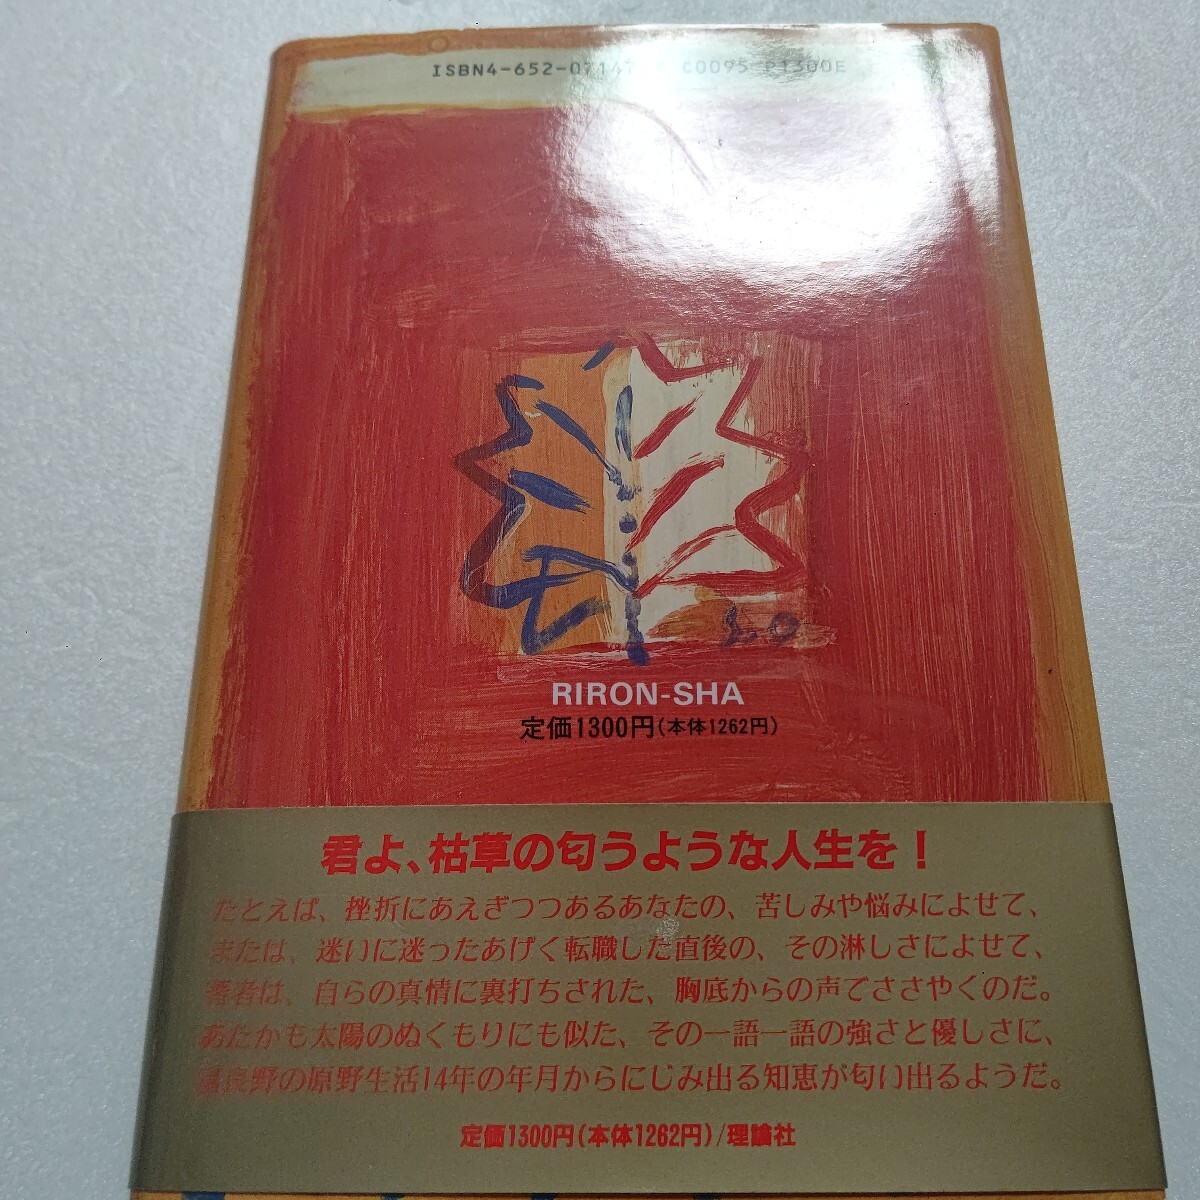 ISBN4-652-07147
C0095 P1300E
RIRON-SHA
定価1300円(本体1262円)
君よ、枯草の匂うような人生を!
たとえば、挫折にあえぎつつあるあなたの、苦しみや悩みによせて、
または、迷いに迷ったあげく転職した直後の、その淋しさによせて、
著者は、自らの真情に裏打ちされた、胸底からの声でささやくのだ。
あたかも太陽のぬくもりにも似た、その一語一語の強さと優しさに、
富良野の原野生活14年の年月からにじみ出る知恵が匂い出るようだ。
定価1300円(本体1262円)/理論社